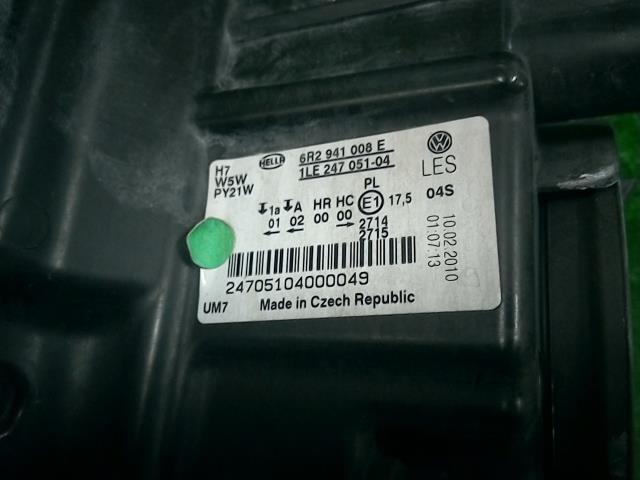 H7
W5W
PY21W
HELLA
6R2 941 008 E
1LE 247 051-04
LES
PL
1a A HR HC E1 17,5 04S
01 02 00 00 2714
2715
10.02.2010
01:07:13
24705104000049
UM7 Made in Czech Republic